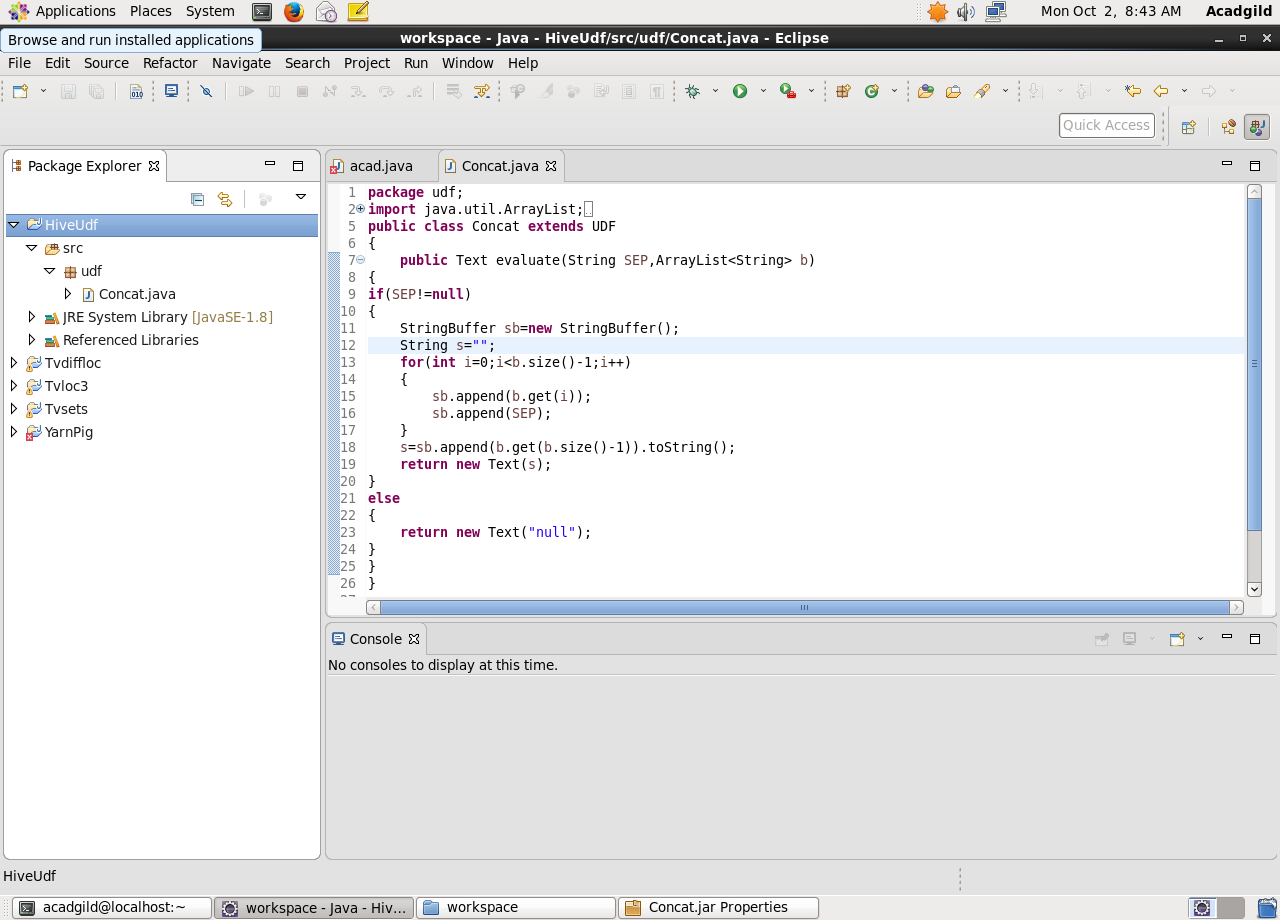 Applications Places System Mon Oct 2, 8:43 AM Acadgild
Browse and run installed applications
workspace - Java - HiveUdf/src/udf/Concat.java - Eclipse
File Edit Source Refactor Navigate Search Project Run Window Help
Quick Access
Package Explorer
HiveUdf
src
udf
Concat.java
JRE System Library [JavaSE-1.8]
Referenced Libraries
Tvdiffloc
Tvloc3
Tvsets
YarnPig
acad.java Concat.java
1 package udf;
2 import java.util.ArrayList;
5 public class Concat extends UDF
6 {
7 public Text evaluate(String SEP,ArrayList<String> b)
8 {
9 if(SEP!=null)
10 {
11 StringBuffer sb=new StringBuffer();
12 String s="";
13 for(int i=0;i<b.size()-1;i++)
14 {
15 sb.append(b.get(i));
16 sb.append(SEP);
17 }
18 s=sb.append(b.get(b.size()-1)).toString();
19 return new Text(s);
20 }
21 else
22 {
23 return new Text("null");
24 }
25 }
26 }
Console
No consoles to display at this time.
HiveUdf
acadgild@localhost:~ workspace - Java - Hiv... workspace Concat.jar Properties